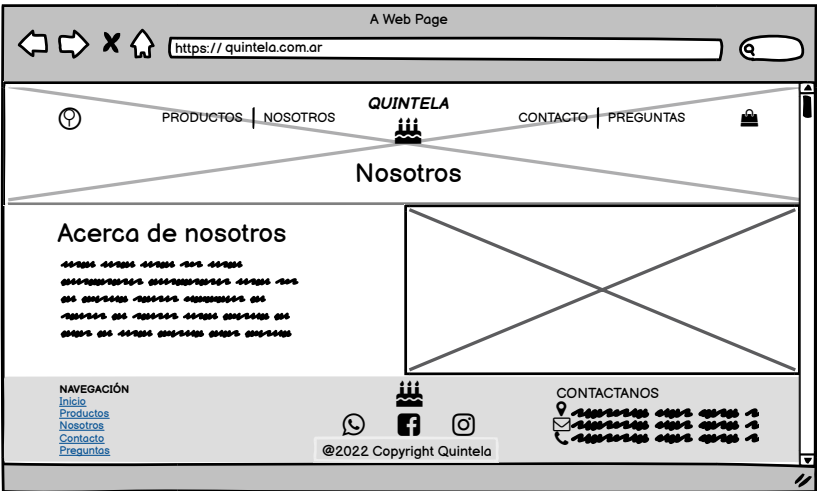 A Web Page
https:// quintela.com.ar
QUINTELA
PRODUCTOS | NOSOTROS
CONTACTO | PREGUNTAS
Nosotros
Acerca de nosotros
NAVEGACIÓN
Inicio
Productos
Nosotros
Contacto
Preguntas
@2022 Copyright Quintela
CONTACTANOS